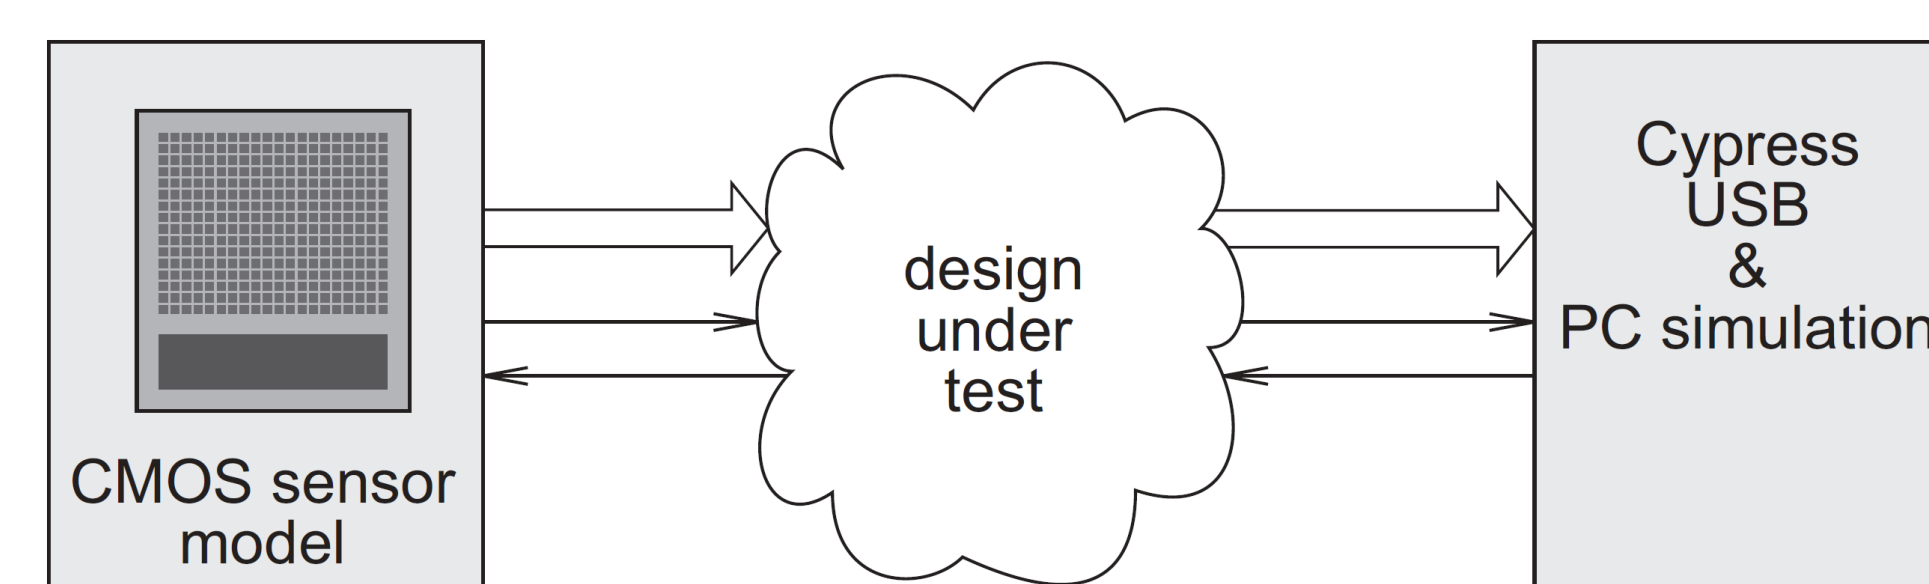 CMOS sensor
model
design
under
test
Cypress
USB
&
PC simulation